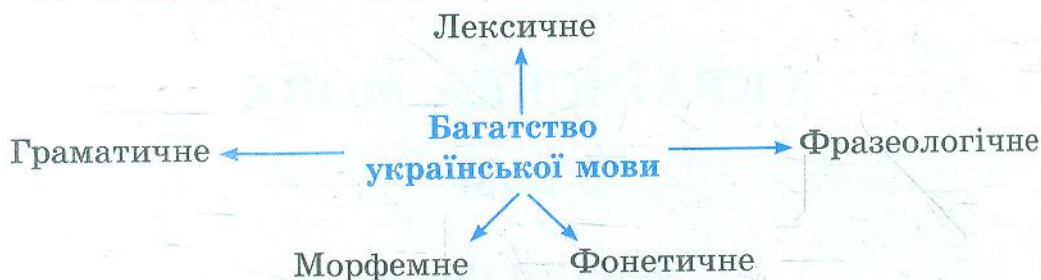 Лексичне
Граматичне
Багатство
української мови
Фразеологічне
Морфемне
Фонетичне